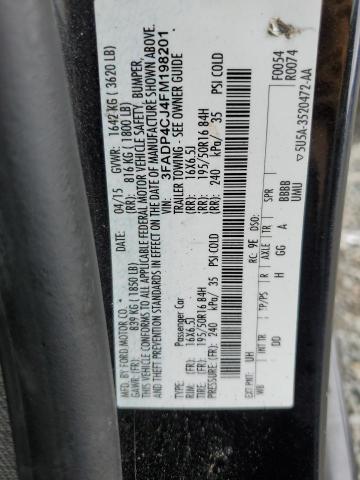 MFD. BY FORD MOTOR CO. 04/15 GVWR: 1642 KG ( 3620 LB)
GAWR: (FR): 839 KG (1850 LB) (RR): 816 KG (1800 LB)
THIS VEHICLE CONFORMS TO ALL APPLICABLE FEDERAL MOTOR VEHICLE SAFETY, BUMPER,
AND THEFT PREVENTION STANDARDS IN EFFECT ON THE DATE OF MANUFACTURE SHOWN ABOVE.
VIN: 3FADP4CJ4FM198201
TYPE: Passenger Car TRAILER TOWING - SEE OWNER GUIDE
RIM: (FR): 16X6.5J (RR): 16X6.5J
TIRES: (FR): 195/50R16 84H (RR): 195/50R16 84H
PRESSURE: (FR): 240 kPa/ 35 PSI COLD (RR): 240 kPa/ 35 PSI COLD
F0054
R0074
EXT PNT: UH RC: 9E DSO:
WB INT TR TP/PS R AXLE TR SPR
DD H GG A BBBB
UMU
5U5A-3520472-AA